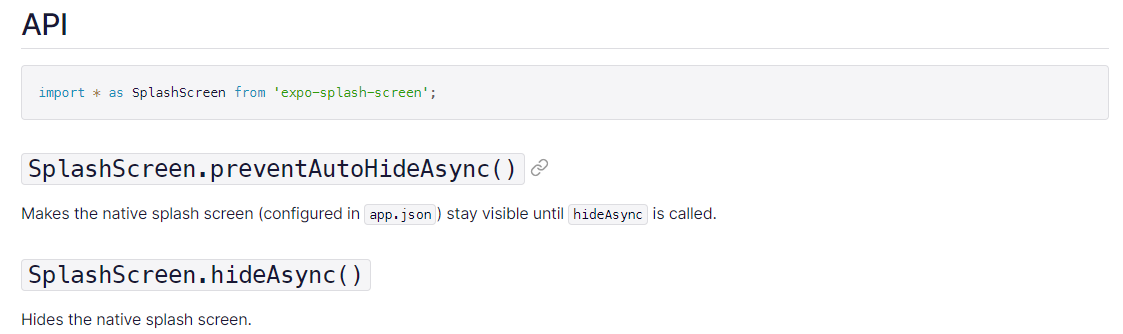 API
import * as SplashScreen from 'expo-splash-screen';
SplashScreen.preventAutoHideAsync()
Makes the native splash screen (configured in app.json) stay visible until hideAsync is called.
SplashScreen.hideAsync()
Hides the native splash screen.